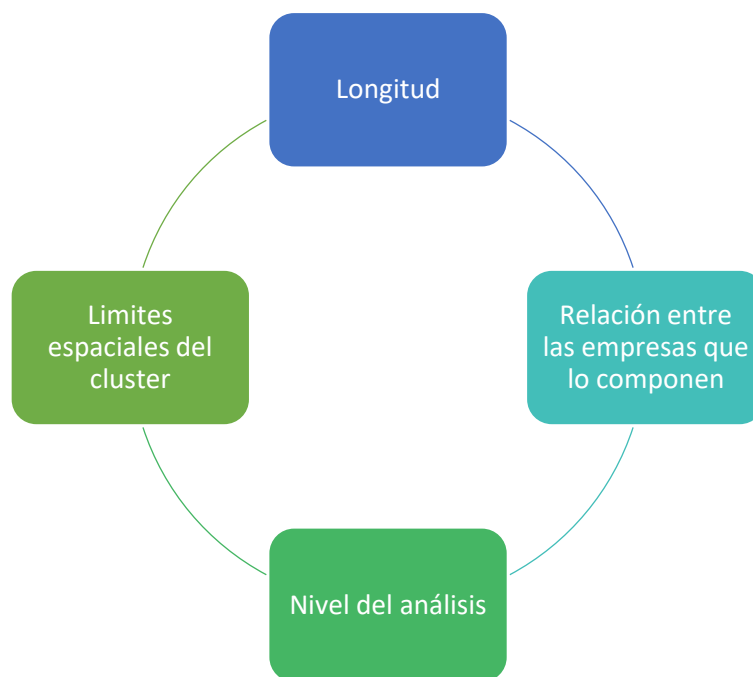 Longitud
Limites
espaciales del
cluster
Relación entre
las empresas que
lo componen
Nivel del análisis